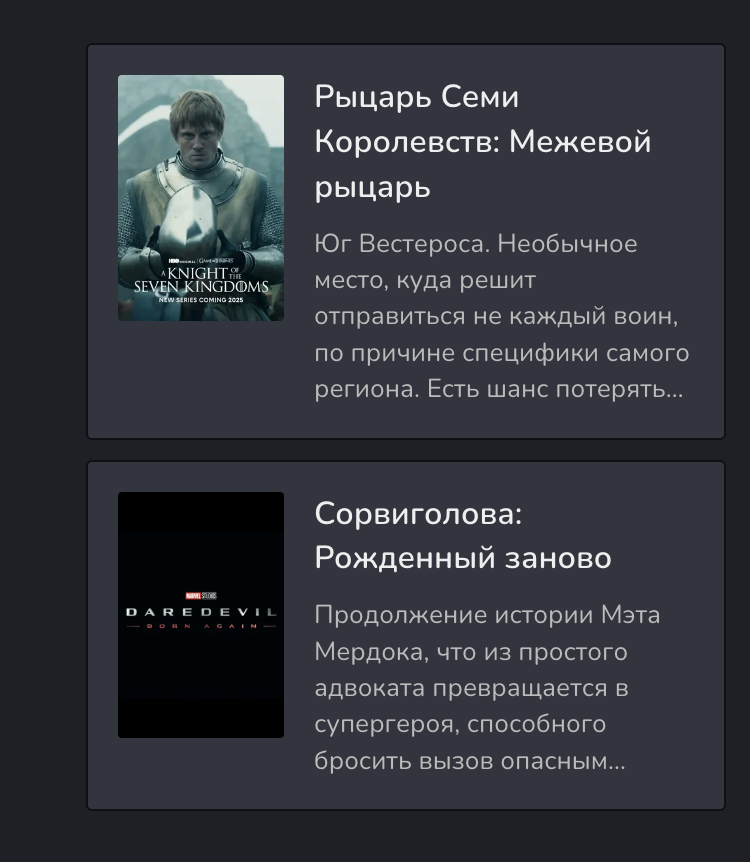 Рыцарь Семи
Королевств: Межевой
рыцарь
Юг Вестероса. Необычное
место, куда решит
отправиться не каждый воин,
по причине специфики самого
региона. Есть шанс потерять...
HBO ORIGINAL | GAME OF THRONES
A KNIGHT OF THE
SEVEN KINGDOMS
NEW SERIES COMING 2025
Сорвиголова:
Рожденный заново
Продолжение истории Мэта
Мердока, что из простого
адвоката превращается в
супергероя, способного
бросить вызов опасным...
MARVEL STUDIOS
DAREDEVIL
BORN AGAIN